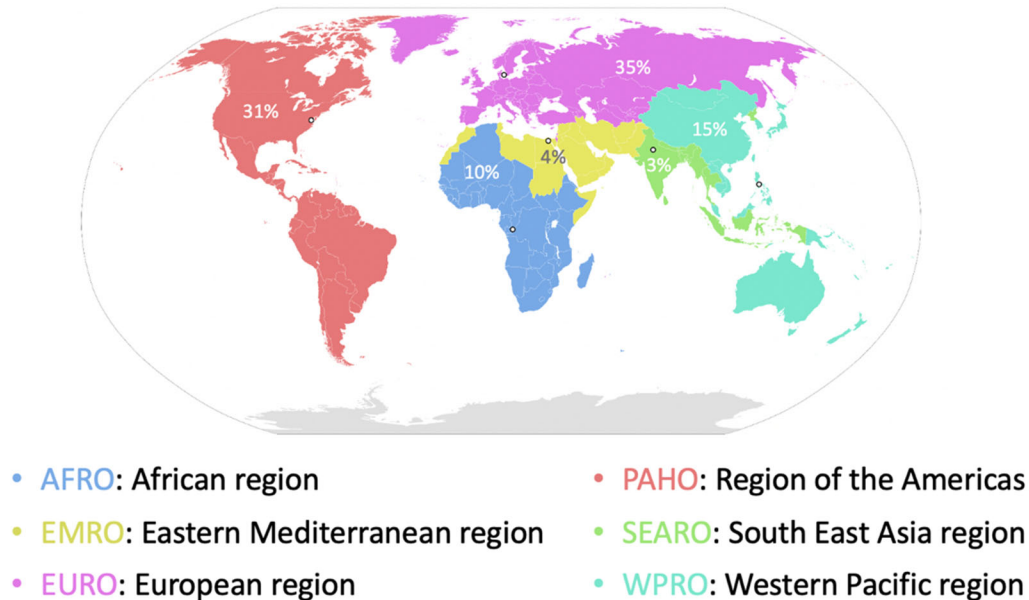 35%
31%
15%
4%
3%
10%
• AFRO: African region
• EMRO: Eastern Mediterranean region
• EURO: European region
• PAHO: Region of the Americas
• SEARO: South East Asia region
• WPRO: Western Pacific region